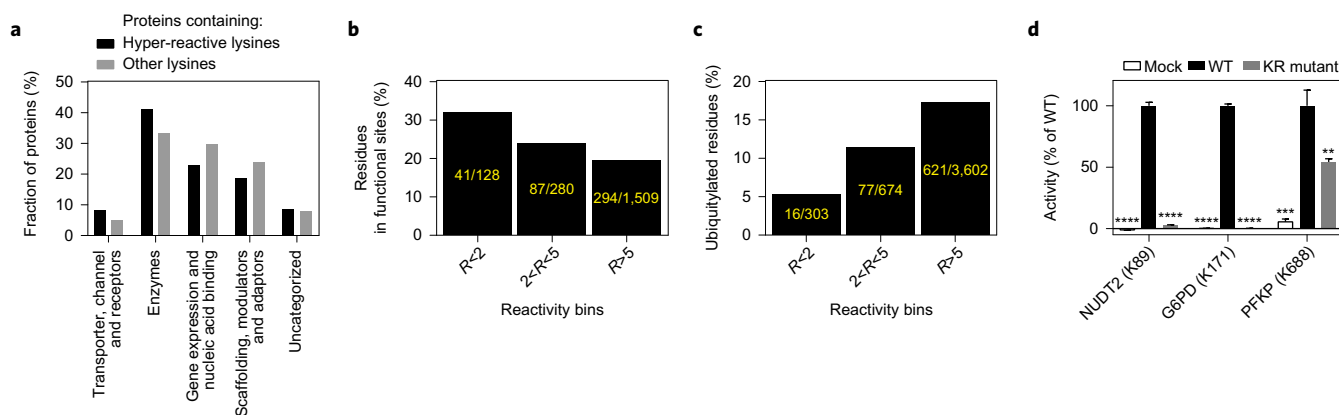 a
Proteins containing:
Hyper-reactive lysines
Other lysines
Fraction of proteins (%)
50
40
30
20
10
0
Transporter, channel
and receptors
Enzymes
Gene expression and
nucleic acid binding
Scaffolding, modulators
and adaptors
Uncategorized
b
Residues
in functional sites (%)
50
40
30
20
10
0
41/128
87/280
294/1,509
R<2
2<R<5
R>5
Reactivity bins
c
Ubiquitylated residues (%)
20
15
10
5
0
16/303
77/674
621/3,602
R<2
2<R<5
R>5
Reactivity bins
d
Mock WT KR mutant
Activity (% of WT)
100
50
0
**** **** **** **** *** **
NUDT2 (K89)
G6PD (K171)
PFKP (K688)